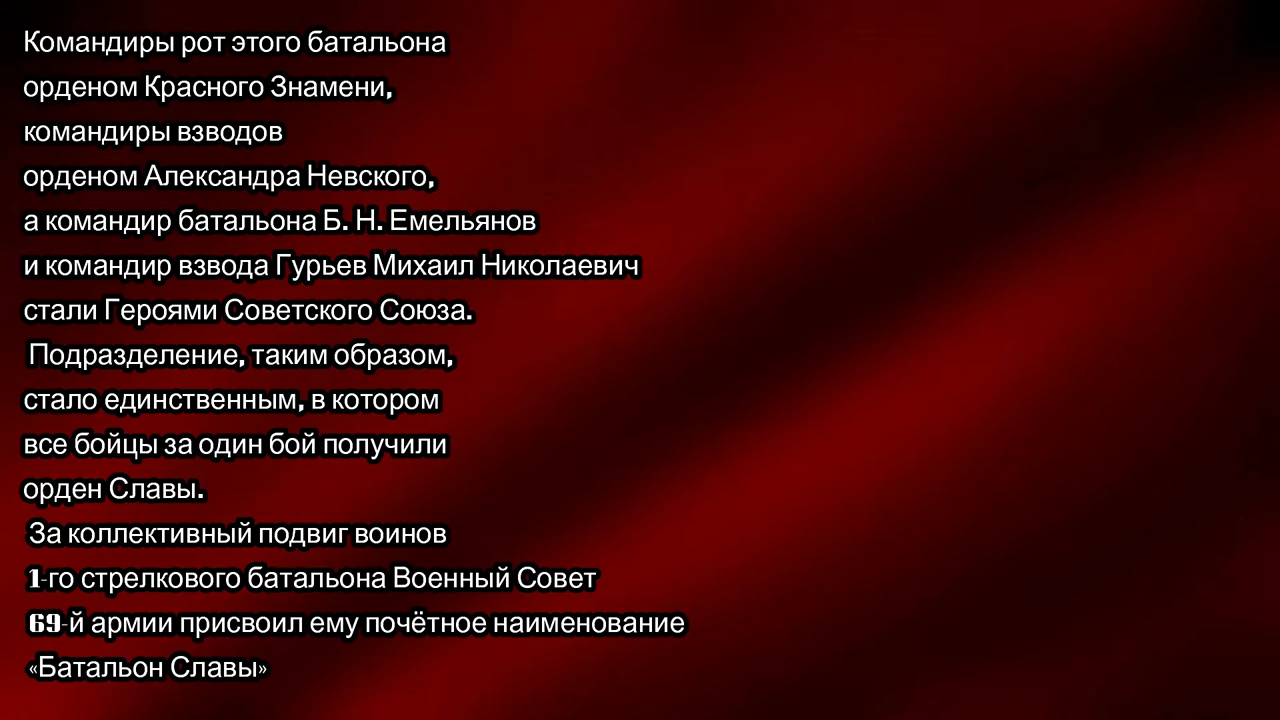 Командиры рот этого батальона
орденом Красного Знамени,
командиры взводов
орденом Александра Невского,
а командир батальона Б. Н. Емельянов
и командир взвода Гурьев Михаил Николаевич
стали Героями Советского Союза.
Подразделение, таким образом,
стало единственным, в котором
все бойцы за один бой получили
орден Славы.
За коллективный подвиг воинов
1-го стрелкового батальона Военный Совет
69-й армии присвоил ему почётное наименование
«Батальон Славы»